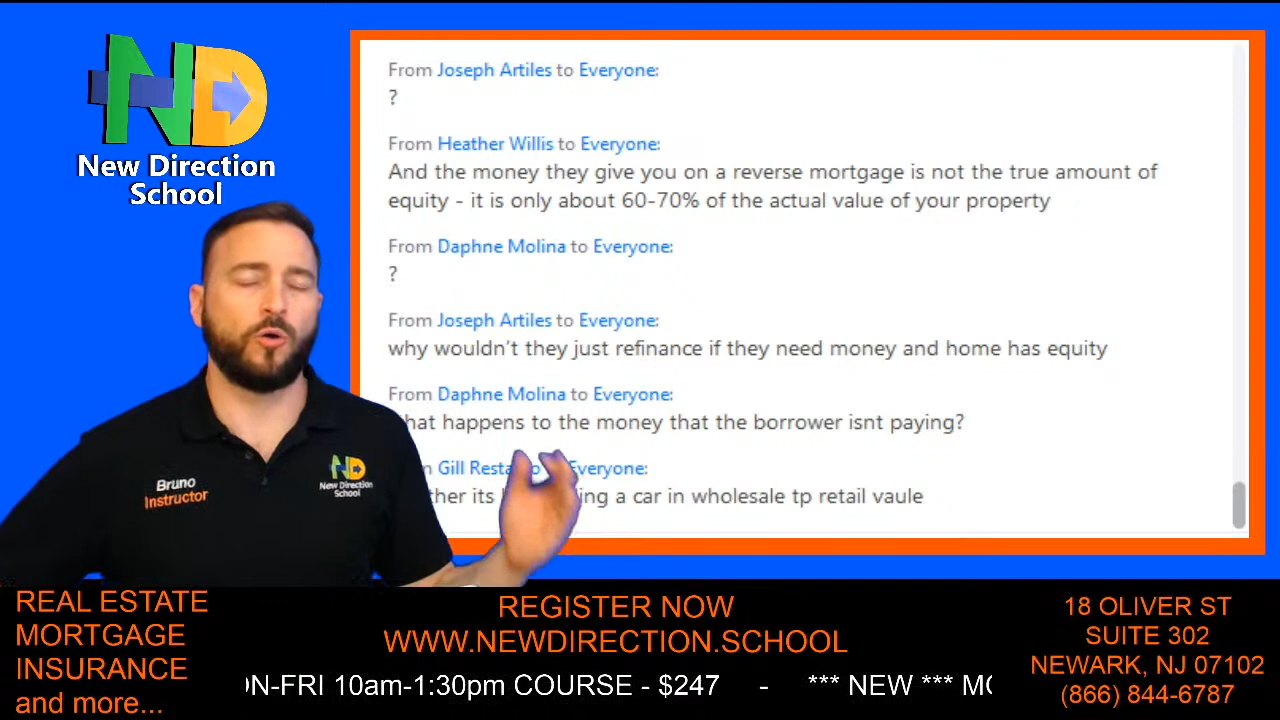 ND
New Direction
School
From Joseph Artiles to Everyone:
?
From Heather Willis to Everyone:
And the money they give you on a reverse mortgage is not the true amount of
equity - it is only about 60-70% of the actual value of your property
From Daphne Molina to Everyone:
?
From Joseph Artiles to Everyone:
why wouldn't they just refinance if they need money and home has equity
From Daphne Molina to Everyone:
hat happens to the money that the borrower isnt paying?
Gill Everyone:
ther its ing a car in wholesale tp retail vaule
Bruno
Instructor
ND
New Direction
School
REAL ESTATE
MORTGAGE
INSURANCE
and more...
REGISTER NOW
WWW.NEWDIRECTION.SCHOOL
ON-FRI 10am-1:30pm COURSE - $247 - *** NEW *** MO
18 OLIVER ST
SUITE 302
NEWARK, NJ 07102
(866) 844-6787